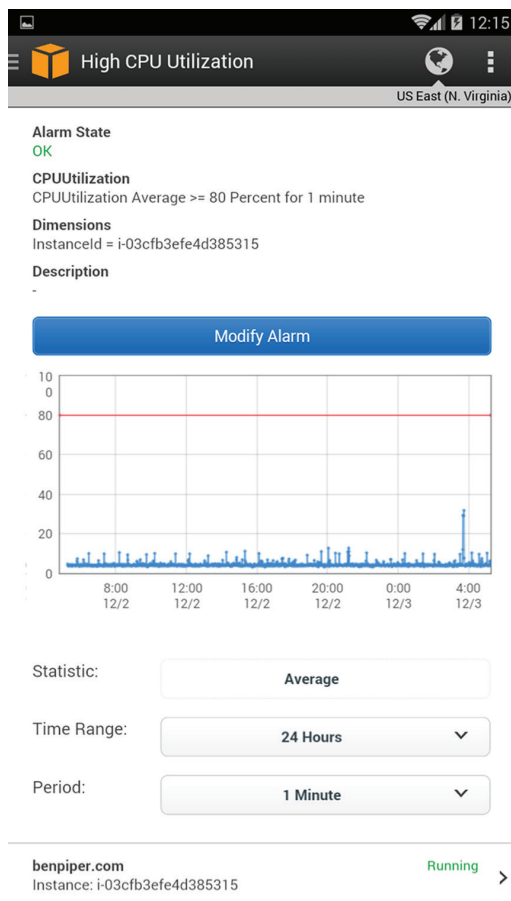 12:15
High CPU Utilization
US East (N. Virginia)
Alarm State
OK
CPUUtilization
CPUUtilization Average >= 80 Percent for 1 minute
Dimensions
InstanceId = i-03cfb3efe4d385315
Description
-
Modify Alarm
10
0
80
60
40
20
0
8:00 12:00 16:00 20:00 0:00 4:00
12/2 12/2 12/2 12/2 12/3 12/3
Statistic: Average
Time Range: 24 Hours
Period: 1 Minute
benpiper.com Running
Instance: i-03cfb3efe4d385315